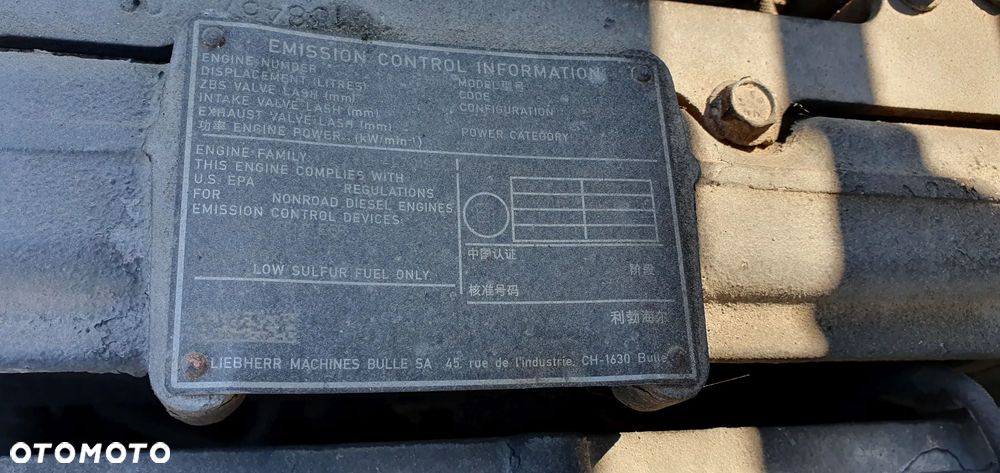 EMISSION CONTROL INFORMATION
ENGINE NUMBER MODEL型号
DISPLACEMENT (LITRES) CODE
ZBS VALVE LASH (mm) CONFIGURATION
INTAKE VALVE LASH (mm)
EXHAUST VALVE LASH (mm) POWER CATEGORY
功率 ENGINE POWER (kW/min⁻¹)
ENGINE FAMILY
THIS ENGINE COMPLIES WITH
U.S. EPA REGULATIONS
FOR NONROAD DIESEL ENGINES
EMISSION CONTROL DEVICES:
LOW SULFUR FUEL ONLY
中国认证
阶段
核准号码
利勃海尔
LIEBHERR MACHINES BULLE SA, 45, rue de l'industrie, CH-1630 Bulle
OTOMOTO